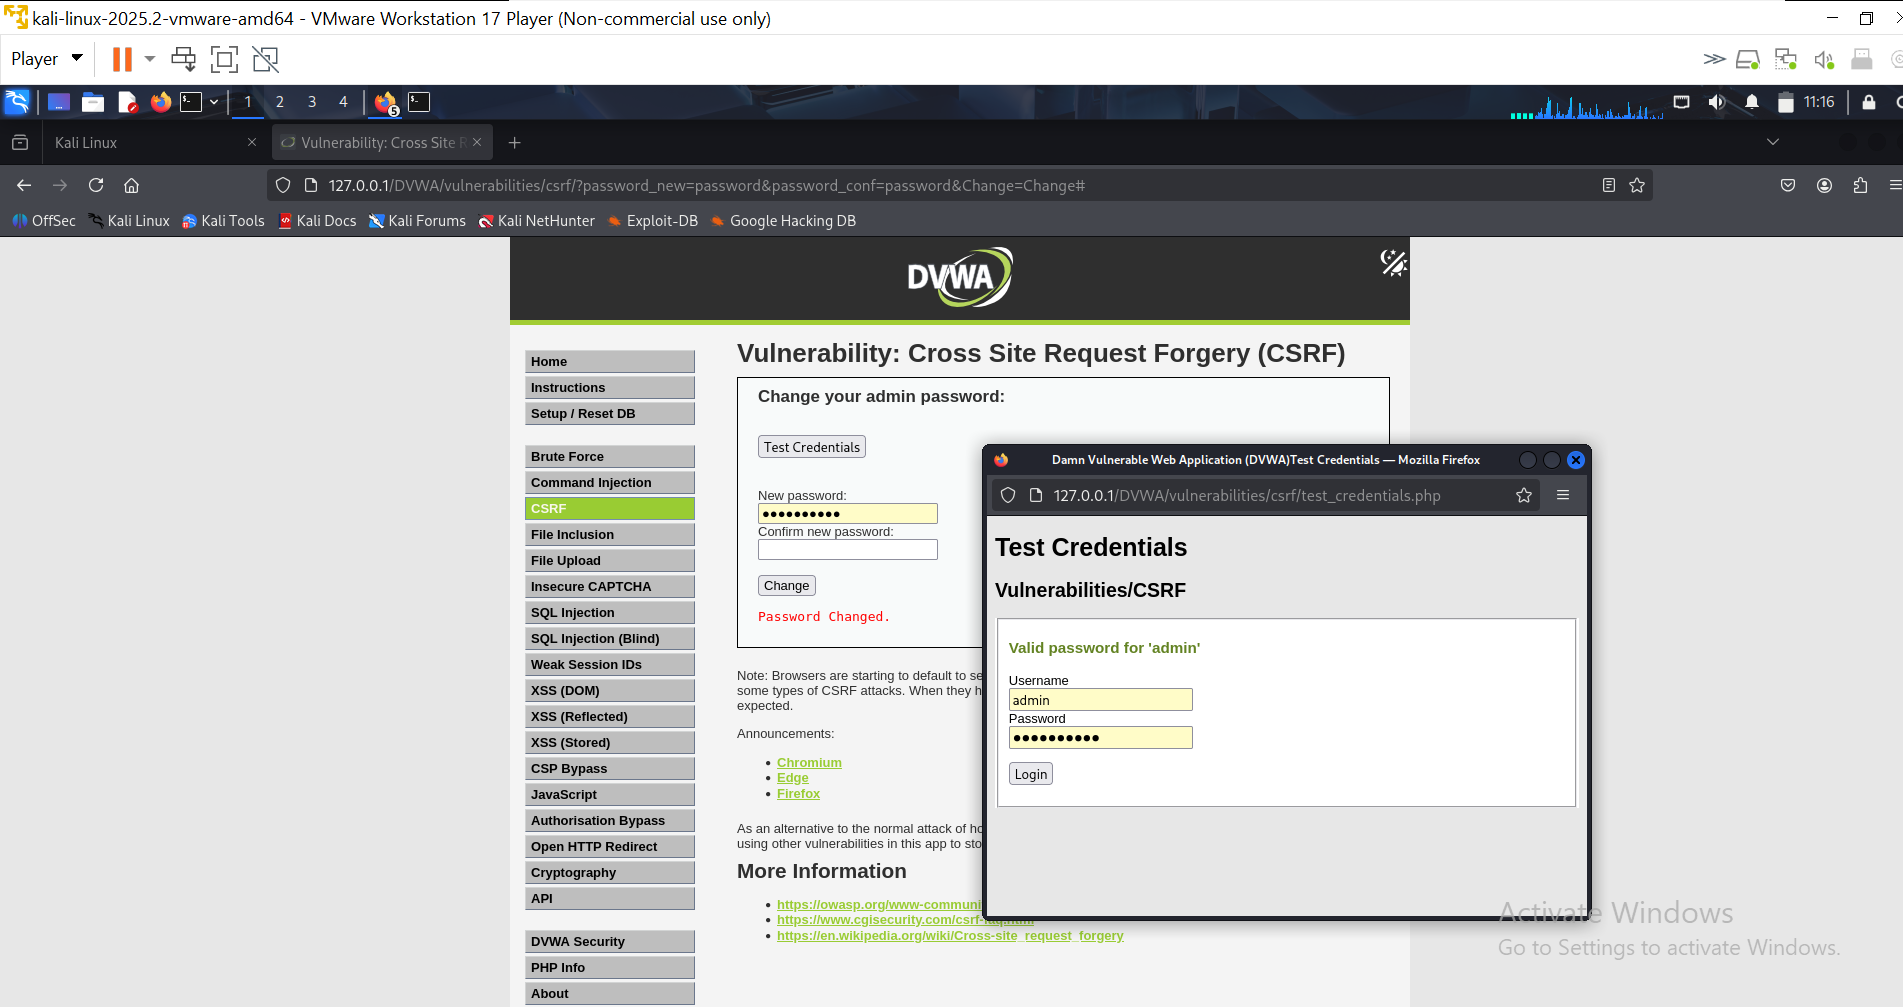 kali-linux-2025.2-vmware-amd64 - VMware Workstation 17 Player (Non-commercial use only)
Player
1 2 3 4 5 11:16
Kali Linux
Vulnerability: Cross Site R
127.0.0.1/DVWA/vulnerabilities/csrf/?password_new=password&password_conf=password&Change=Change#
OffSec Kali Linux Kali Tools Kali Docs Kali Forums Kali NetHunter Exploit-DB Google Hacking DB
DVWA
Home
Instructions
Setup / Reset DB
Brute Force
Command Injection
CSRF
File Inclusion
File Upload
Insecure CAPTCHA
SQL Injection
SQL Injection (Blind)
Weak Session IDs
XSS (DOM)
XSS (Reflected)
XSS (Stored)
CSP Bypass
JavaScript
Authorisation Bypass
Open HTTP Redirect
Cryptography
API
DVWA Security
PHP Info
About
Vulnerability: Cross Site Request Forgery (CSRF)
Change your admin password:
Test Credentials
New password:
●●●●●●●●●●
Confirm new password:
Change
Password Changed.
Note: Browsers are starting to default to se
some types of CSRF attacks. When they h
expected.
Announcements:
Chromium
Edge
Firefox
As an alternative to the normal attack of ho
using other vulnerabilities in this app to sto
More Information
https://owasp.org/www-communi
https://www.cgisecurity.com/csrf-faq.html
https://en.wikipedia.org/wiki/Cross-site_request_forgery
Damn Vulnerable Web Application (DVWA)Test Credentials — Mozilla Firefox
127.0.0.1/DVWA/vulnerabilities/csrf/test_credentials.php
Test Credentials
Vulnerabilities/CSRF
Valid password for 'admin'
Username
admin
Password
●●●●●●●●●●
Login
Activate Windows
Go to Settings to activate Windows.